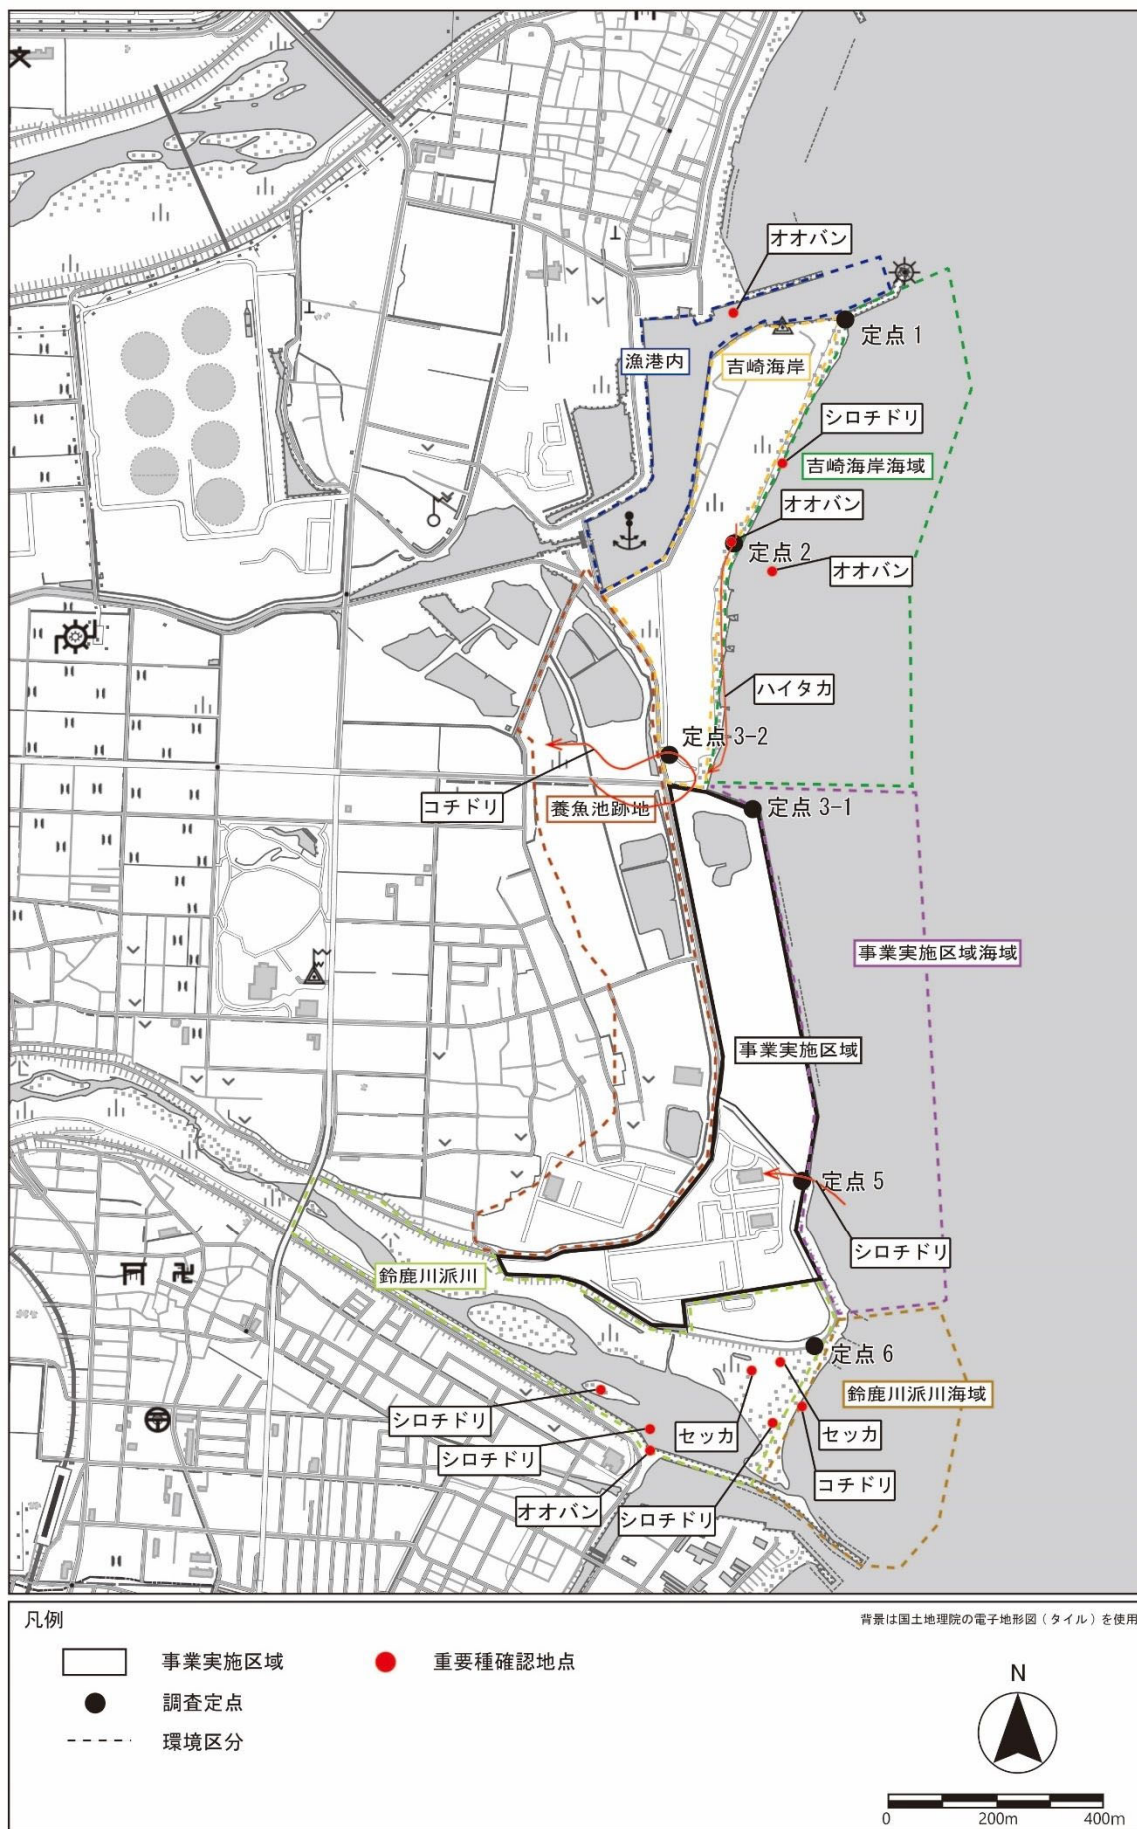 オオバン
定点 1
漁港内
吉崎海岸
シロチドリ
吉崎海岸海域
オオバン
定点 2
オオバン
ハイタカ
定点 3-2
コチドリ
養魚池跡地
定点 3-1
事業実施区域海域
事業実施区域
定点 5
シロチドリ
鈴鹿川派川
定点 6
鈴鹿川派川海域
シロチドリ
セッカ
セッカ
シロチドリ
コチドリ
オオバン
シロチドリ
凡例
背景は国土地理院の電子地形図（タイル）を使用
事業実施区域
重要種確認地点
調査定点
環境区分
N
0 200m 400m